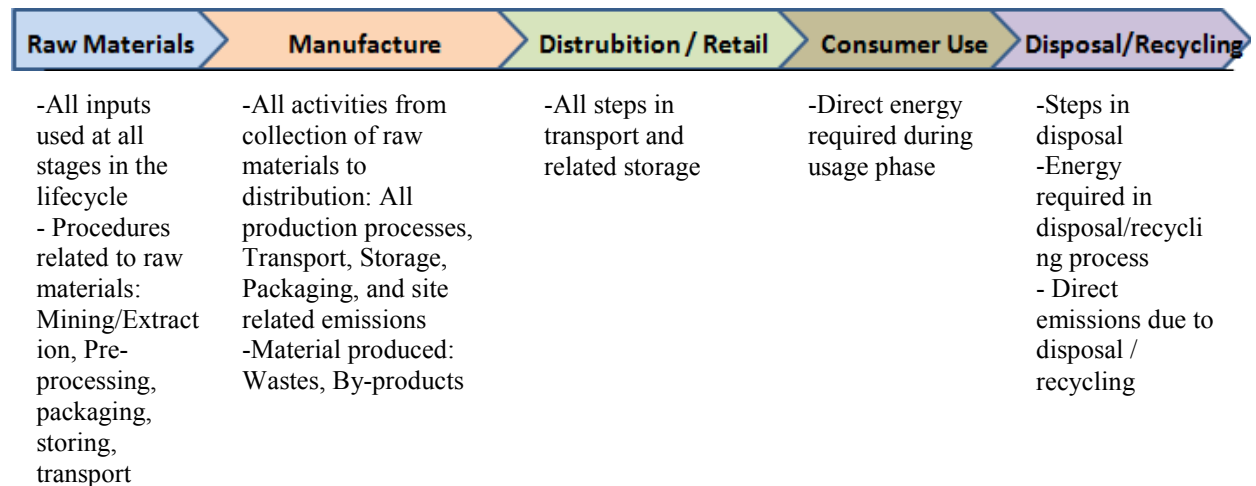 Raw Materials
Manufacture
Distrubition / Retail
Consumer Use
Disposal/Recycling
-All inputs
used at all
stages in the
lifecycle
- Procedures
related to raw
materials:
Mining/Extract
ion, Pre-
processing,
packaging,
storing,
transport
-All activities from
collection of raw
materials to
distribution: All
production processes,
Transport, Storage,
Packaging, and site
related emissions
-Material produced:
Wastes, By-products
-All steps in
transport and
related storage
-Direct energy
required during
usage phase
-Steps in
disposal
-Energy
required in
disposal/recycli
ng process
- Direct
emissions due to
disposal /
recycling